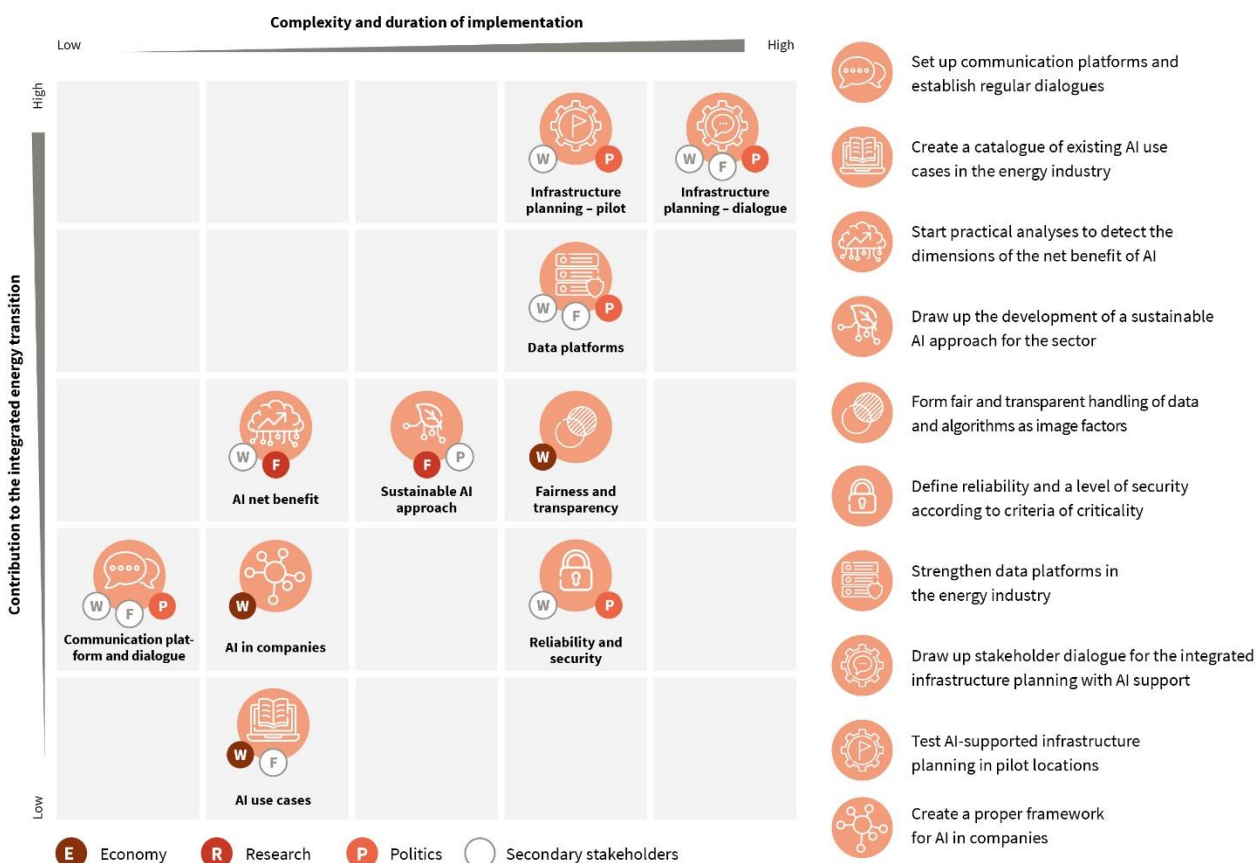 Complexity and duration of implementation
Low
High
Contribution to the integrated energy transition
High
Low
W
P
Infrastructure
planning – pilot
W
F
P
Infrastructure
planning – dialogue
W
F
P
Data platforms
W
F
AI net benefit
F
P
Sustainable AI
approach
W
Fairness and
transparency
W
F
P
Communication plat-
form and dialogue
W
AI in companies
W
P
Reliability and
security
W
F
AI use cases
E Economy
R Research
P Politics
Secondary stakeholders
Set up communication platforms and
establish regular dialogues
Create a catalogue of existing AI use
cases in the energy industry
Start practical analyses to detect the
dimensions of the net benefit of AI
Draw up the development of a sustainable
AI approach for the sector
Form fair and transparent handling of data
and algorithms as image factors
Define reliability and a level of security
according to criteria of criticality
Strengthen data platforms in
the energy industry
Draw up stakeholder dialogue for the integrated
infrastructure planning with AI support
Test AI-supported infrastructure
planning in pilot locations
Create a proper framework
for AI in companies